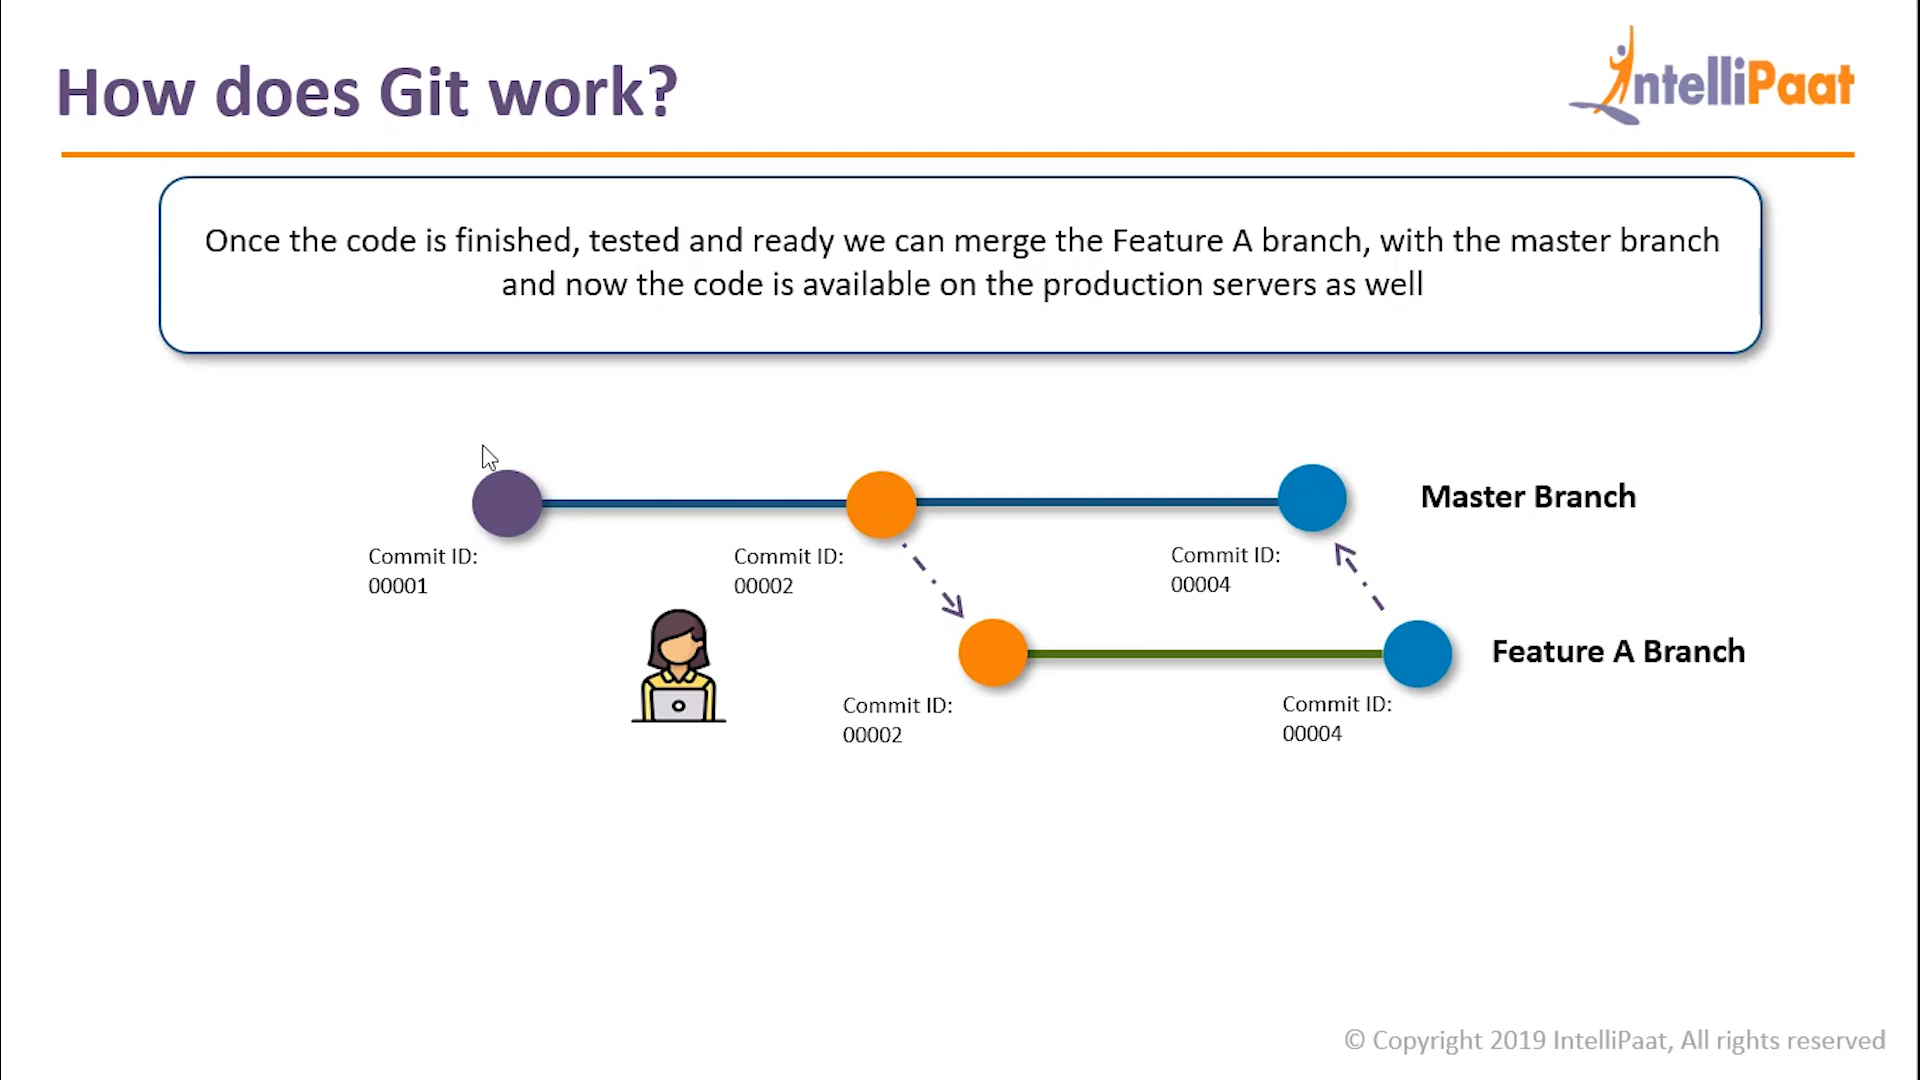 How does Git work?
IntelliPaat
Once the code is finished, tested and ready we can merge the Feature A branch, with the master branch
and now the code is available on the production servers as well
Master Branch
Commit ID:
00001
Commit ID:
00002
Commit ID:
00004
Feature A Branch
Commit ID:
00002
Commit ID:
00004
© Copyright 2019 IntelliPaat, All rights reserved